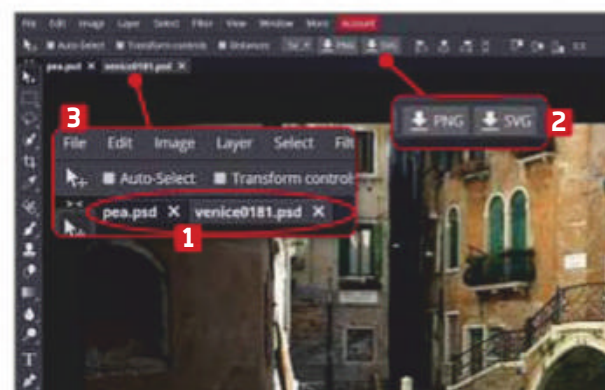 File Edit Image Layer Select Filter View Window More Account
Auto-Select Transform controls Distances PNG SVG
pea.psd × venice0181.psd ×
3
File Edit Image Layer Select Filt
Auto-Select Transform controls
pea.psd × venice0181.psd ×
1
PNG SVG 2
T